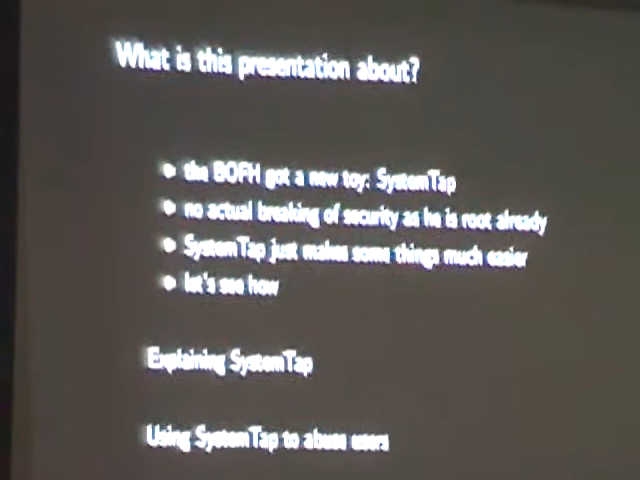 What is this presentation about?
the BOFH got a new toy: SystemTap
no actual breaking of security as he is root already
SystemTap just makes some things much easier
let's see how
Explaining SystemTap
Using SystemTap to abuse users